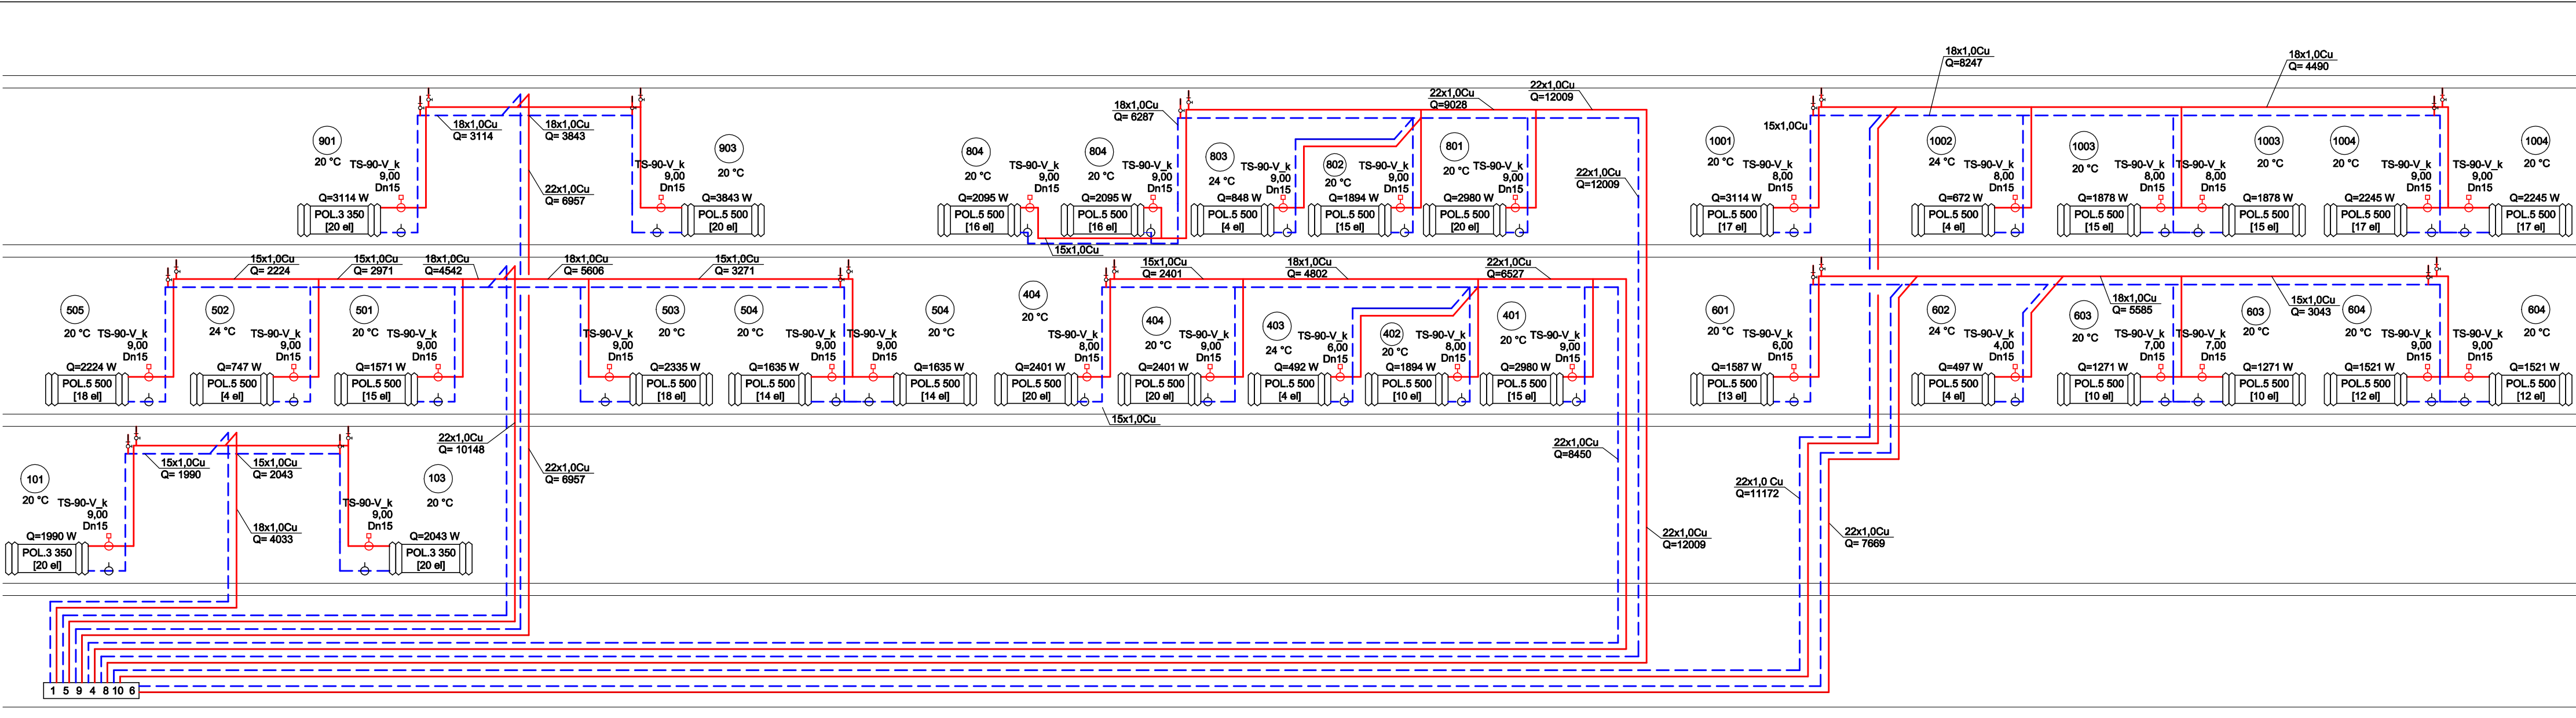 18x1,0Cu
Q=8247
18x1,0Cu
Q= 4490
18x1,0Cu
Q= 3114
18x1,0Cu
Q= 3843
901
20 °C
TS-90-V_k
9,00
Dn15
Q=3114 W
POL.3 350
[20 el]
22x1,0Cu
Q= 6957
TS-90-V_k
9,00
Dn15
903
20 °C
Q=3843 W
POL.3 350
[20 el]
18x1,0Cu
Q= 6287
22x1,0Cu
Q=9028
22x1,0Cu
Q=12009
804
20 °C
TS-90-V_k
9,00
Dn15
Q=2095 W
POL.5 500
[16 el]
804
20 °C
TS-90-V_k
9,00
Dn15
Q=2095 W
POL.5 500
[16 el]
15x1,0Cu
803
24 °C
TS-90-V_k
9,00
Dn15
Q=848 W
POL.5 500
[4 el]
802
20 °C
TS-90-V_k
9,00
Dn15
Q=1894 W
POL.5 500
[15 el]
801
20 °C
Q=2980 W
POL.5 500
[20 el]
22x1,0Cu
Q=12009
15x1,0Cu
1001
20 °C
TS-90-V_k
8,00
Dn15
Q=3114 W
POL.5 500
[17 el]
1002
24 °C
TS-90-V_k
8,00
Dn15
Q=672 W
POL.5 500
[4 el]
1003
20 °C
TS-90-V_k
8,00
Dn15
Q=1878 W
POL.5 500
[15 el]
TS-90-V_k
8,00
Dn15
1003
20 °C
Q=1878 W
POL.5 500
[15 el]
1004
20 °C
TS-90-V_k
9,00
Dn15
Q=2245 W
POL.5 500
[17 el]
TS-90-V_k
9,00
Dn15
1004
20 °C
Q=2245 W
POL.5 500
[17 el]
15x1,0Cu
Q= 2224
15x1,0Cu
Q= 2971
18x1,0Cu
Q=4542
18x1,0Cu
Q= 5606
15x1,0Cu
Q= 3271
505
20 °C
TS-90-V_k
9,00
Dn15
Q=2224 W
POL.5 500
[18 el]
502
24 °C
TS-90-V_k
9,00
Dn15
Q=747 W
POL.5 500
[4 el]
501
20 °C
TS-90-V_k
9,00
Dn15
Q=1571 W
POL.5 500
[15 el]
TS-90-V_k
9,00
Dn15
503
20 °C
Q=2335 W
POL.5 500
[18 el]
504
20 °C
TS-90-V_k
9,00
Dn15
Q=1635 W
POL.5 500
[14 el]
TS-90-V_k
9,00
Dn15
504
20 °C
Q=1635 W
POL.5 500
[14 el]
15x1,0Cu
Q= 2401
18x1,0Cu
Q= 4802
22x1,0Cu
Q=6527
404
20 °C
TS-90-V_k
8,00
Dn15
Q=2401 W
POL.5 500
[20 el]
15x1,0Cu
404
20 °C
TS-90-V_k
9,00
Dn15
Q=2401 W
POL.5 500
[20 el]
403
24 °C
TS-90-V_k
6,00
Dn15
Q=492 W
POL.5 500
[4 el]
402
20 °C
TS-90-V_k
8,00
Dn15
Q=1894 W
POL.5 500
[10 el]
401
20 °C
TS-90-V_k
9,00
Dn15
Q=2980 W
POL.5 500
[15 el]
601
20 °C
TS-90-V_k
6,00
Dn15
Q=1587 W
POL.5 500
[13 el]
602
24 °C
TS-90-V_k
4,00
Dn15
Q=497 W
POL.5 500
[4 el]
18x1,0Cu
Q= 5585
603
20 °C
TS-90-V_k
7,00
Dn15
Q=1271 W
POL.5 500
[10 el]
TS-90-V_k
7,00
Dn15
603
20 °C
Q=1271 W
POL.5 500
[10 el]
15x1,0Cu
Q= 3043
604
20 °C
TS-90-V_k
9,00
Dn15
Q=1521 W
POL.5 500
[12 el]
TS-90-V_k
9,00
Dn15
604
20 °C
Q=1521 W
POL.5 500
[12 el]
15x1,0Cu
Q= 1990
15x1,0Cu
Q= 2043
101
20 °C
TS-90-V_k
9,00
Dn15
Q=1990 W
POL.3 350
[20 el]
18x1,0Cu
Q= 4033
TS-90-V_k
9,00
Dn15
103
20 °C
Q=2043 W
POL.3 350
[20 el]
22x1,0Cu
Q= 10148
22x1,0Cu
Q= 6957
22x1,0Cu
Q=8450
22x1,0Cu
Q=12009
22x1,0 Cu
Q=11172
22x1,0Cu
Q= 7669
1 5 9 4 8 10 6